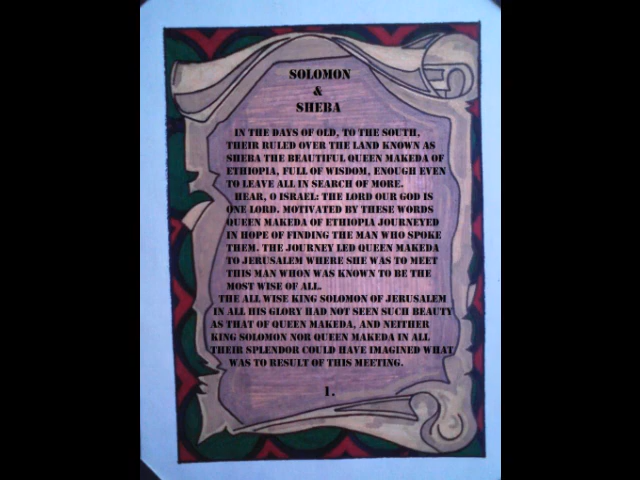 SOLOMON
&
SHEBA
IN THE DAYS OF OLD, TO THE SOUTH,
THEIR RULED OVER THE LAND KNOWN AS
SHEBA THE BEAUTIFUL QUEEN MAKEDA OF
ETHIOPIA, FULL OF WISDOM, ENOUGH EVEN
TO LEAVE ALL IN SEARCH OF MORE.
HEAR, O ISRAEL: THE LORD OUR GOD IS
ONE LORD. MOTIVATED BY THESE WORDS
QUEEN MAKEDA OF ETHIOPIA JOURNEYED
IN HOPE OF FINDING THE MAN WHO SPOKE
THEM. THE JOURNEY LED QUEEN MAKEDA
TO JERUSALEM WHERE SHE WAS TO MEET
THIS MAN WHON WAS KNOWN TO BE THE
MOST WISE OF ALL.
THE ALL WISE KING SOLOMON OF JERUSALEM
IN ALL HIS GLORY HAD NOT SEEN SUCH BEAUTY
AS THAT OF QUEEN MAKEDA, AND NEITHER
KING SOLOMON NOR QUEEN MAKEDA IN ALL
THEIR SPLENDOR COULD HAVE IMAGINED WHAT
WAS TO RESULT OF THIS MEETING.
1.